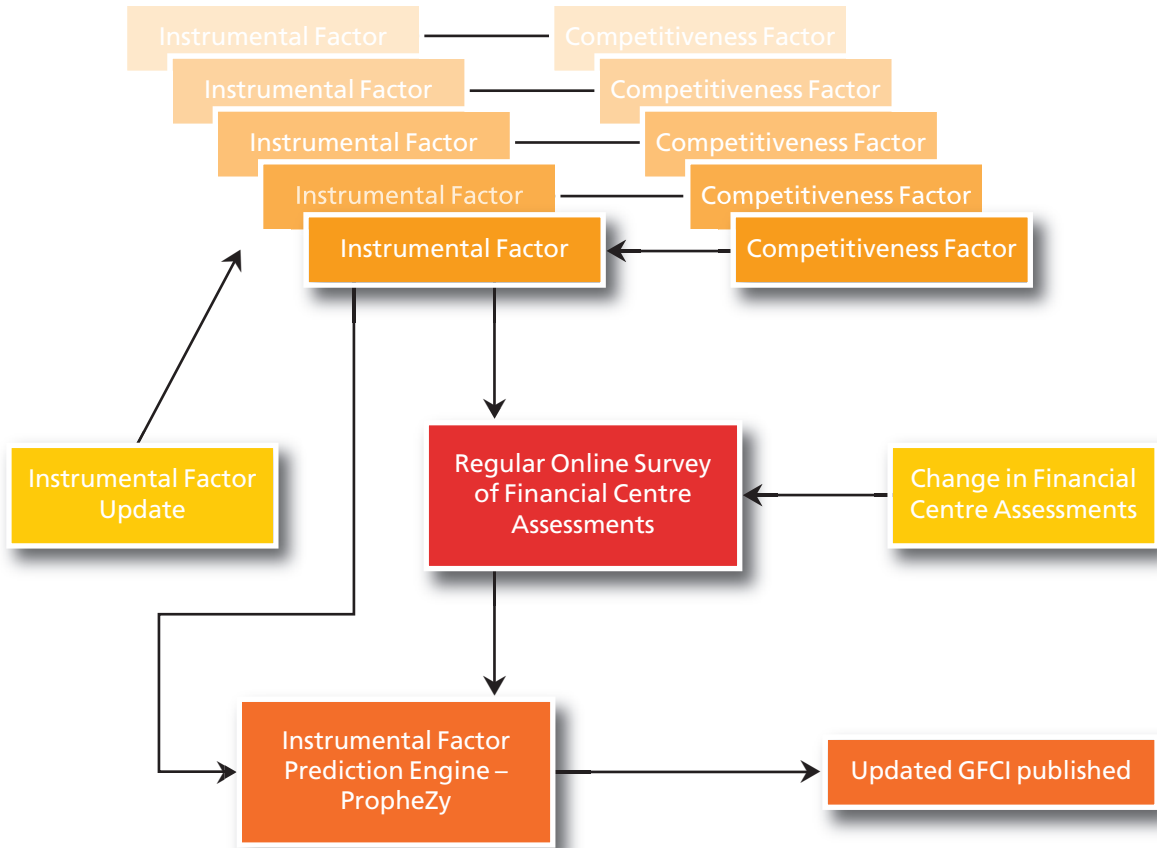 Instrumental Factor
Competitiveness Factor
Instrumental Factor
Competitiveness Factor
Instrumental Factor
Competitiveness Factor
Instrumental Factor
Competitiveness Factor
Instrumental Factor
Competitiveness Factor
Instrumental Factor
Update
Regular Online Survey
of Financial Centre
Assessments
Change in Financial
Centre Assessments
Instrumental Factor
Prediction Engine –
PropheZy
Updated GFCI published